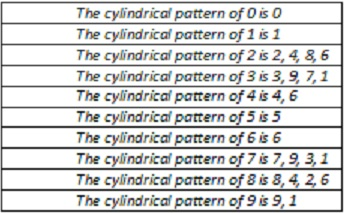 The cylindrical pattern of 0 is 0
The cylindrical pattern of 1 is 1
The cylindrical pattern of 2 is 2, 4, 8, 6
The cylindrical pattern of 3 is 3, 9, 7, 1
The cylindrical pattern of 4 is 4, 6
The cylindrical pattern of 5 is 5
The cylindrical pattern of 6 is 6
The cylindrical pattern of 7 is 7, 9, 3, 1
The cylindrical pattern of 8 is 8, 4, 2, 6
The cylindrical pattern of 9 is 9, 1